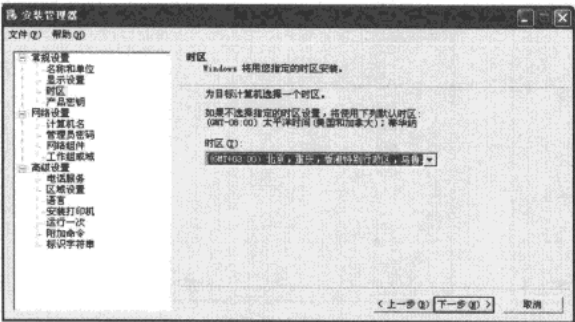 安装管理器
文件(F) 帮助(H)
常规设置
名称和单位
显示设置
时区
产品密钥
网络设置
计算机名
管理员密码
网络组件
工作组或域
高级设置
电话服务
区域设置
语言
安装打印机
运行一次
附加命令
标识字符串
时区
Windows 将用您指定的时区安装。
为目标计算机选择一个时区。
如果不选择指定的时区设置，将使用下列默认时区：
(GMT-08:00) 太平洋时间(美国和加拿大)；蒂华纳
时区(T):
(GMT+08:00) 北京，重庆，香港特别行政区，乌鲁
< 上一步(B) 下一步(N) > 取消